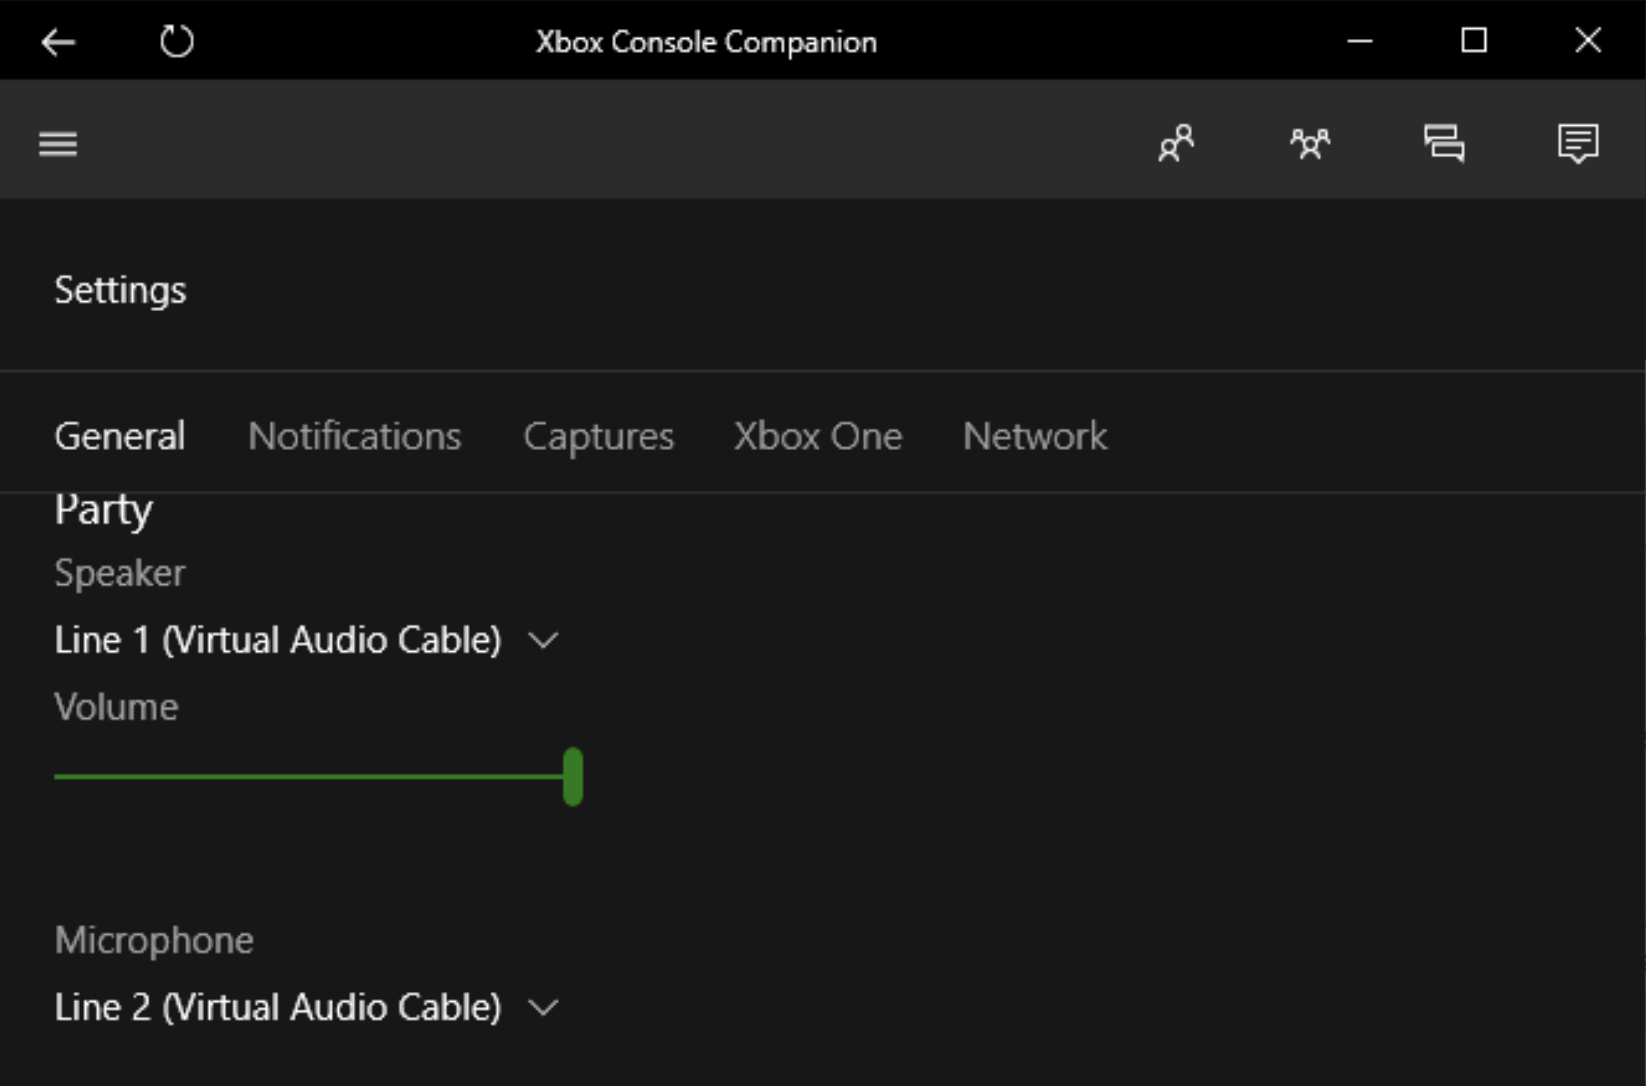 Xbox Console Companion
Settings
General Notifications Captures Xbox One Network
Party
Speaker
Line 1 (Virtual Audio Cable)
Volume
Microphone
Line 2 (Virtual Audio Cable)